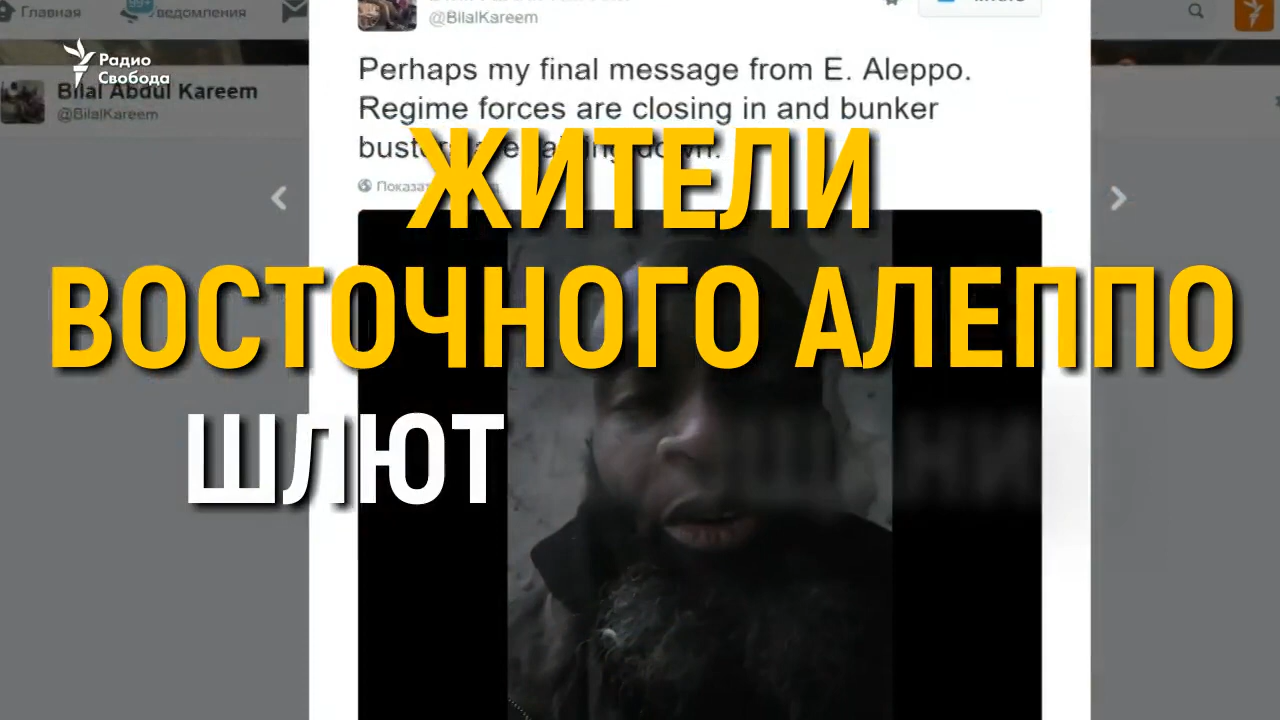 Главная
@BilalKareem
Радио
Свобода
Bilal Abdul Kareem
@BilalKareem
Perhaps my final message from E. Aleppo.
Regime forces are closing in and bunker
ЖИТЕЛИ
ВОСТОЧНОГО АЛЕППО
ШЛЮТ